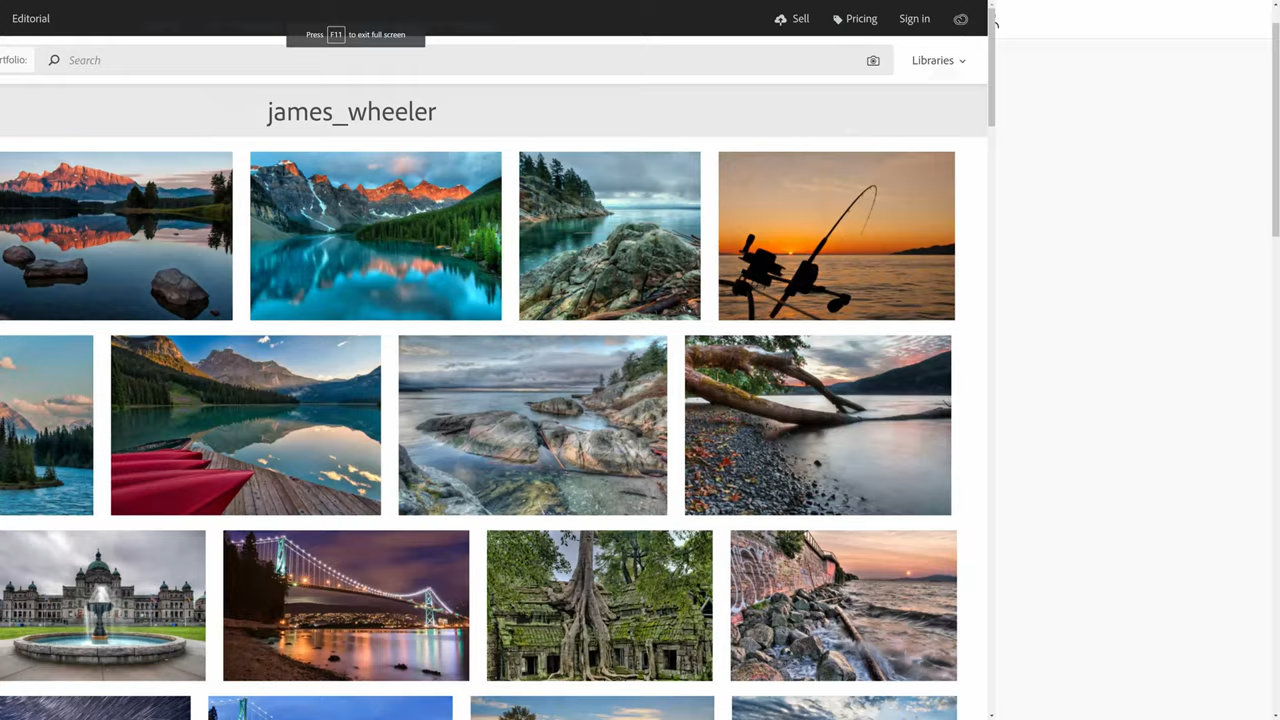 Editorial
Sell
Pricing
Sign in
Press F11 to exit full screen
rtfolio:
Search
Libraries
james_wheeler